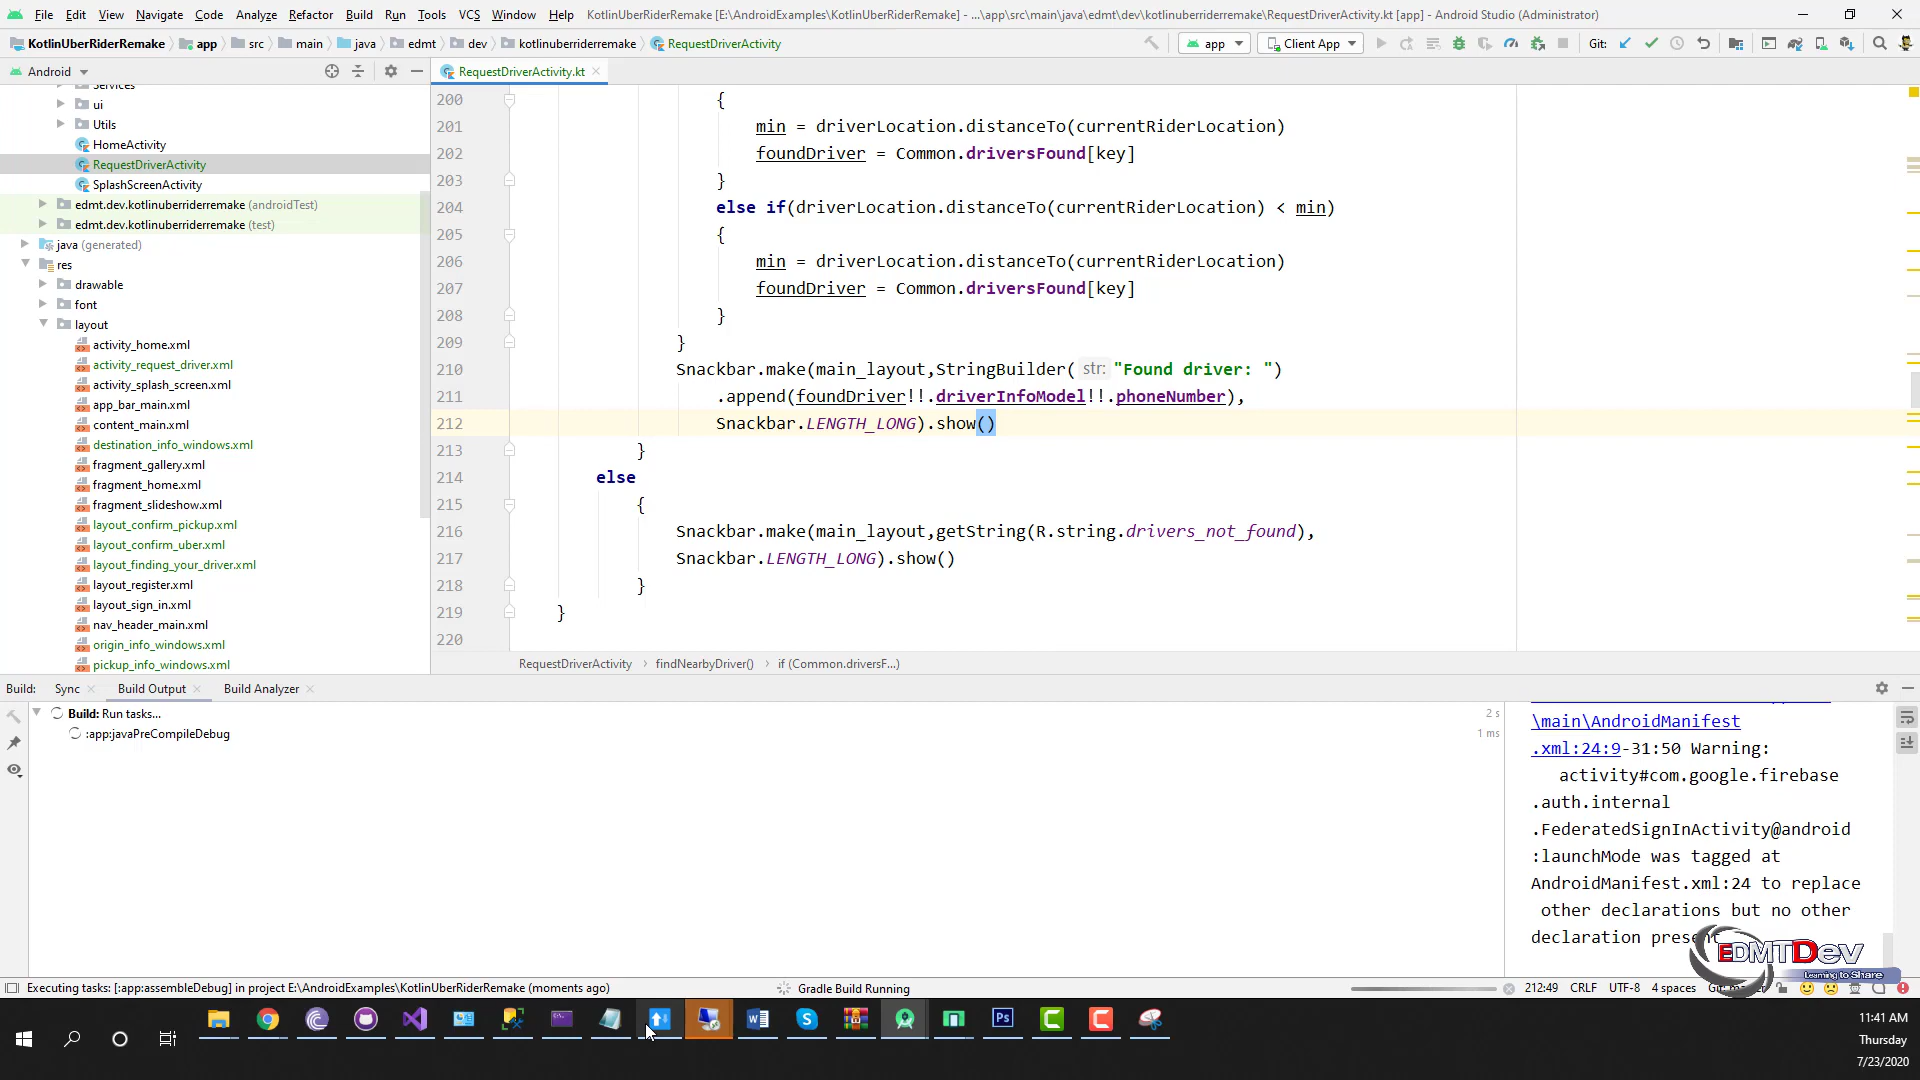 File Edit View Navigate Code Analyze Refactor Build Run Tools VCS Window Help KotlinUberRiderRemake [E:\AndroidExamples\KotlinUberRiderRemake] - ...\app\src\main\java\edmt\dev\kotlinuberriderremake\RequestDriverActivity.kt [app] - Android Studio (Administrator)
KotlinUberRiderRemake app src main java edmt dev kotlinuberriderremake RequestDriverActivity app Client App Git:
Android RequestDriverActivity.kt
Services
ui
Utils
HomeActivity
RequestDriverActivity
SplashScreenActivity
edmt.dev.kotlinuberriderremake (androidTest)
edmt.dev.kotlinuberriderremake (test)
java (generated)
res
drawable
font
layout
activity_home.xml
activity_request_driver.xml
activity_splash_screen.xml
app_bar_main.xml
content_main.xml
destination_info_windows.xml
fragment_gallery.xml
fragment_home.xml
fragment_slideshow.xml
layout_confirm_pickup.xml
layout_confirm_uber.xml
layout_finding_your_driver.xml
layout_register.xml
layout_sign_in.xml
nav_header_main.xml
origin_info_windows.xml
pickup_info_windows.xml
200 {
201 min = driverLocation.distanceTo(currentRiderLocation)
202 foundDriver = Common.driversFound[key]
203 }
204 else if(driverLocation.distanceTo(currentRiderLocation) < min)
205 {
206 min = driverLocation.distanceTo(currentRiderLocation)
207 foundDriver = Common.driversFound[key]
208 }
209 }
210 Snackbar.make(main_layout,StringBuilder( str: "Found driver: ")
211 .append(foundDriver!!.driverInfoModel!!.phoneNumber),
212 Snackbar.LENGTH_LONG).show()
213 }
214 else
215 {
216 Snackbar.make(main_layout,getString(R.string.drivers_not_found),
217 Snackbar.LENGTH_LONG).show()
218 }
219 }
220
RequestDriverActivity › findNearbyDriver() › if (Common.driversF...)
Build: Sync Build Output Build Analyzer
Build: Run tasks... 2 s
:app:javaPreCompileDebug 1 ms
\main\AndroidManifest
.xml:24:9-31:50 Warning:
activity#com.google.firebase
.auth.internal
.FederatedSignInActivity@android
:launchMode was tagged at
AndroidManifest.xml:24 to replace
other declarations but no other
declaration present
EDMTDev
Learning to Share
Executing tasks: [:app:assembleDebug] in project E:\AndroidExamples\KotlinUberRiderRemake (moments ago) Gradle Build Running 212:49 CRLF UTF-8 4 spaces
Ps
11:41 AM
Thursday
7/23/2020